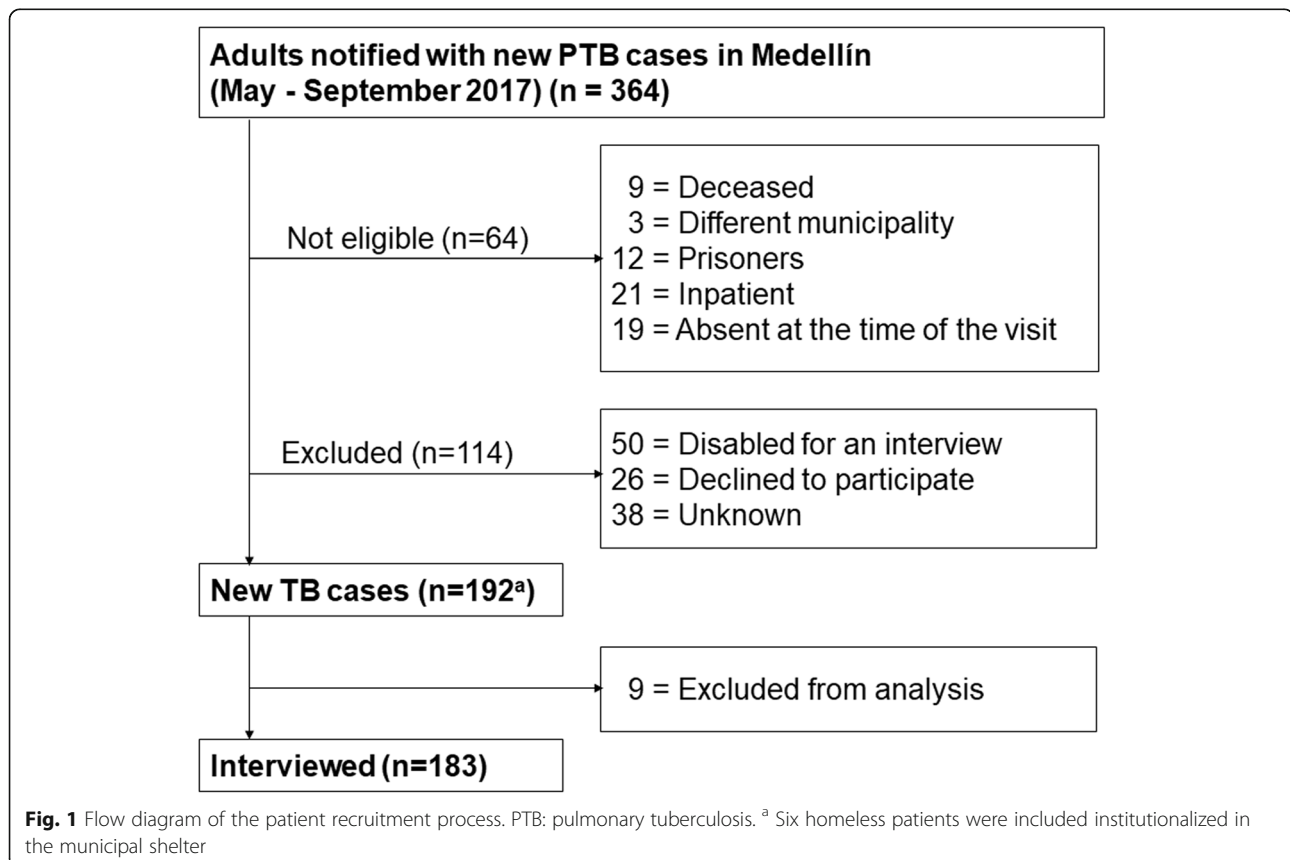 Adults notified with new PTB cases in Medellín
(May - September 2017) (n = 364)
9 = Deceased
3 = Different municipality
Not eligible (n=64)
12 = Prisoners
21 = Inpatient
19 = Absent at the time of the visit
50 = Disabled for an interview
Excluded (n=114)
26 = Declined to participate
38 = Unknown
New TB cases (n=192ᵃ)
9 = Excluded from analysis
Interviewed (n=183)
Fig. 1 Flow diagram of the patient recruitment process. PTB: pulmonary tuberculosis. ᵃ Six homeless patients were included institutionalized in
the municipal shelter